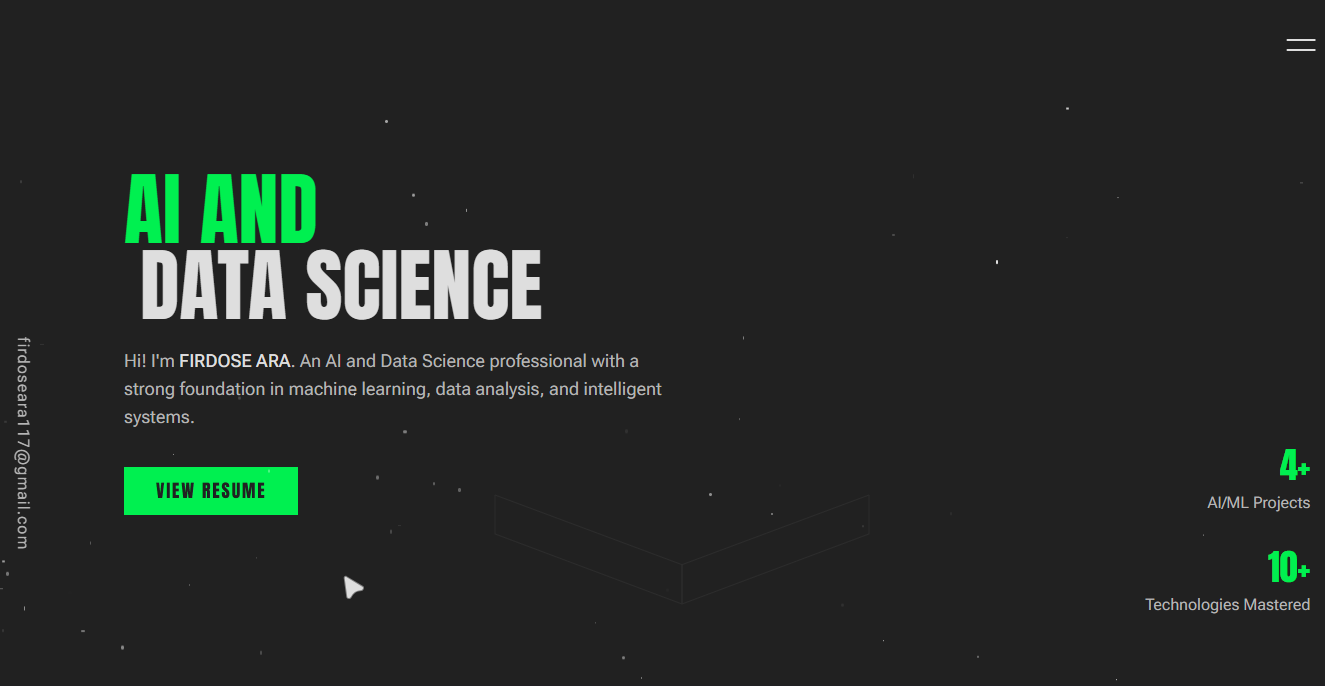 AI AND
DATA SCIENCE
Hi! I'm FIRDOSE ARA. An AI and Data Science professional with a
strong foundation in machine learning, data analysis, and intelligent
systems.
VIEW RESUME
firdoseara117@gmail.com
4+
AI/ML Projects
10+
Technologies Mastered